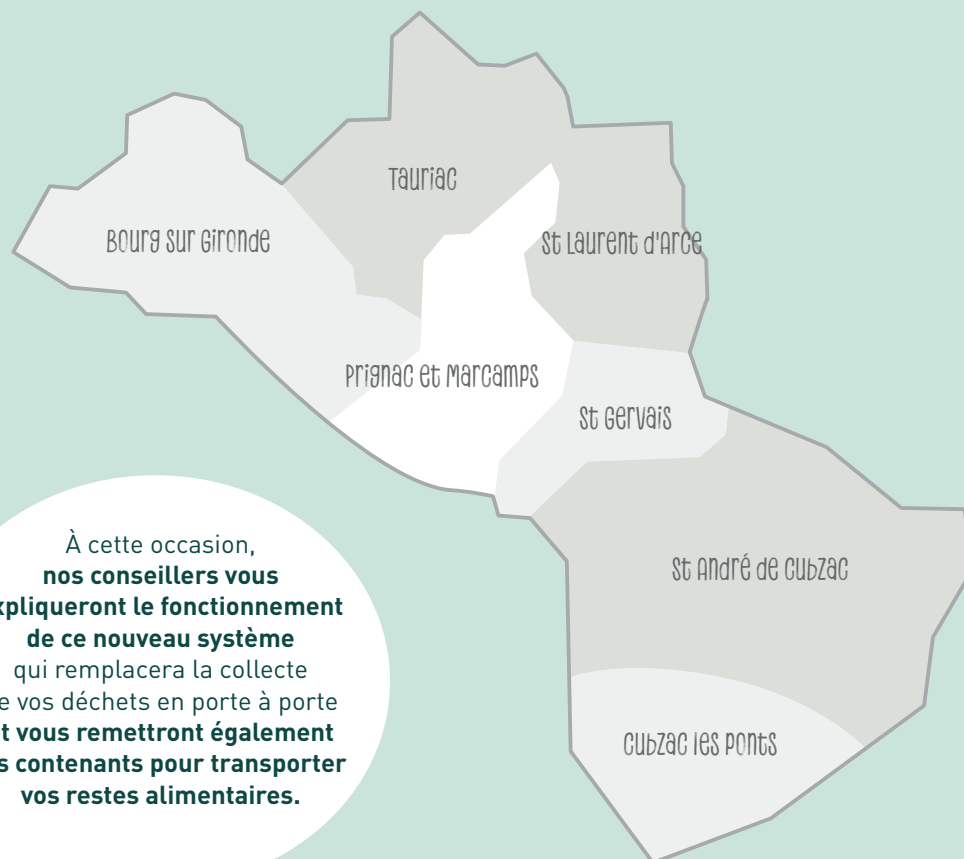 Tauriac
Bourg sur Gironde
St Laurent d'Arce
Prignac et Marcamps
St Gervais
St André de Cubzac
Cubzac les Ponts
À cette occasion,
nos conseillers vous
xpliqueront le fonctionnement
de ce nouveau système
qui remplacera la collecte
e vos déchets en porte à porte
t vous remettront également
s contenants pour transporter
vos restes alimentaires.